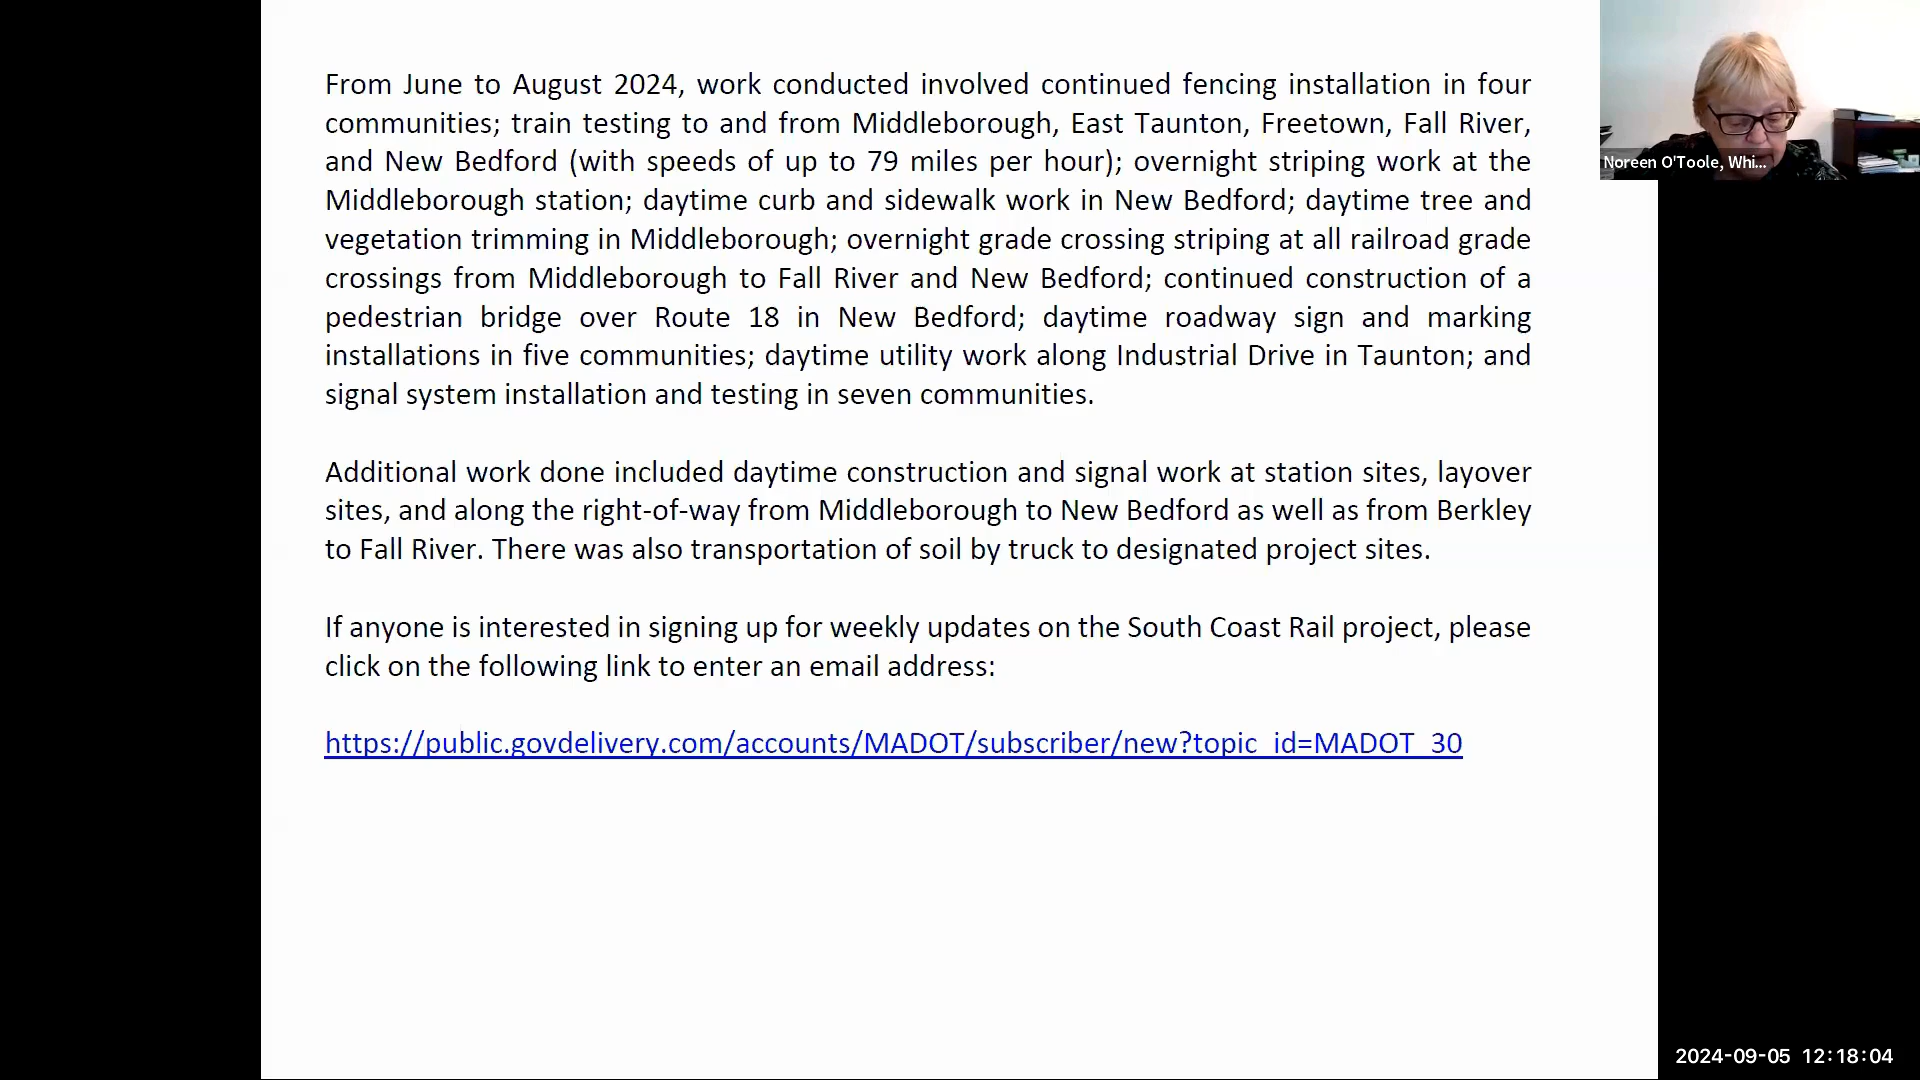 From June to August 2024, work conducted involved continued fencing installation in four
communities; train testing to and from Middleborough, East Taunton, Freetown, Fall River,
and New Bedford (with speeds of up to 79 miles per hour); overnight striping work at the
Middleborough station; daytime curb and sidewalk work in New Bedford; daytime tree and
vegetation trimming in Middleborough; overnight grade crossing striping at all railroad grade
crossings from Middleborough to Fall River and New Bedford; continued construction of a
pedestrian bridge over Route 18 in New Bedford; daytime roadway sign and marking
installations in five communities; daytime utility work along Industrial Drive in Taunton; and
signal system installation and testing in seven communities.
Additional work done included daytime construction and signal work at station sites, layover
sites, and along the right-of-way from Middleborough to New Bedford as well as from Berkley
to Fall River. There was also transportation of soil by truck to designated project sites.
If anyone is interested in signing up for weekly updates on the South Coast Rail project, please
click on the following link to enter an email address:
https://public.govdelivery.com/accounts/MADOT/subscriber/new?topic_id=MADOT_30
Noreen O'Toole, Whi...
2024-09-05 12:18:04